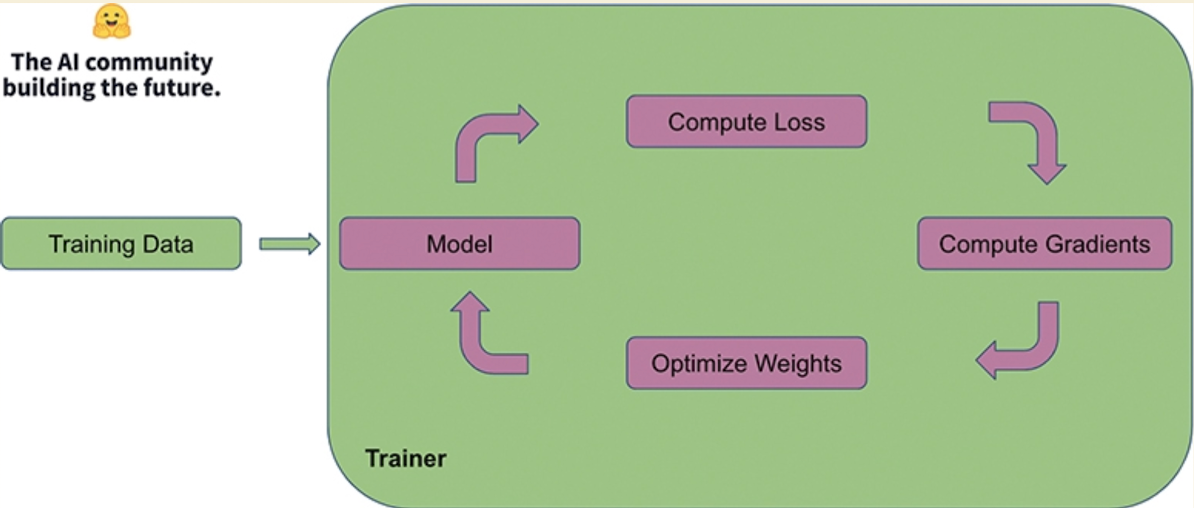 The AI community
building the future.
Compute Loss
Training Data
Model
Compute Gradients
Optimize Weights
Trainer